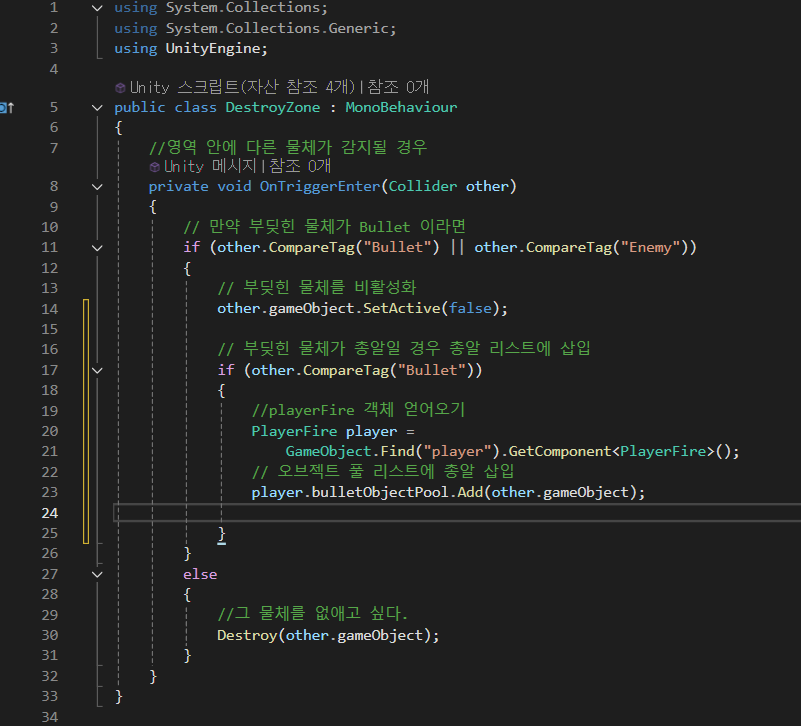 1 using System.Collections;
2 using System.Collections.Generic;
3 using UnityEngine;
4
Unity 스크립트(자산 참조 4개)|참조 0개
5 public class DestroyZone : MonoBehaviour
6 {
7 //영역 안에 다른 물체가 감지될 경우
Unity 메시지|참조 0개
8 private void OnTriggerEnter(Collider other)
9 {
10 // 만약 부딪힌 물체가 Bullet 이라면
11 if (other.CompareTag("Bullet") || other.CompareTag("Enemy"))
12 {
13 // 부딪힌 물체를 비활성화
14 other.gameObject.SetActive(false);
15
16 // 부딪힌 물체가 총알일 경우 총알 리스트에 삽입
17 if (other.CompareTag("Bullet"))
18 {
19 //playerFire 객체 얻어오기
20 PlayerFire player =
21 GameObject.Find("player").GetComponent<PlayerFire>();
22 // 오브젝트 풀 리스트에 총알 삽입
23 player.bulletObjectPool.Add(other.gameObject);
24
25 }
26 }
27 else
28 {
29 //그 물체를 없애고 싶다.
30 Destroy(other.gameObject);
31 }
32 }
33 }
34